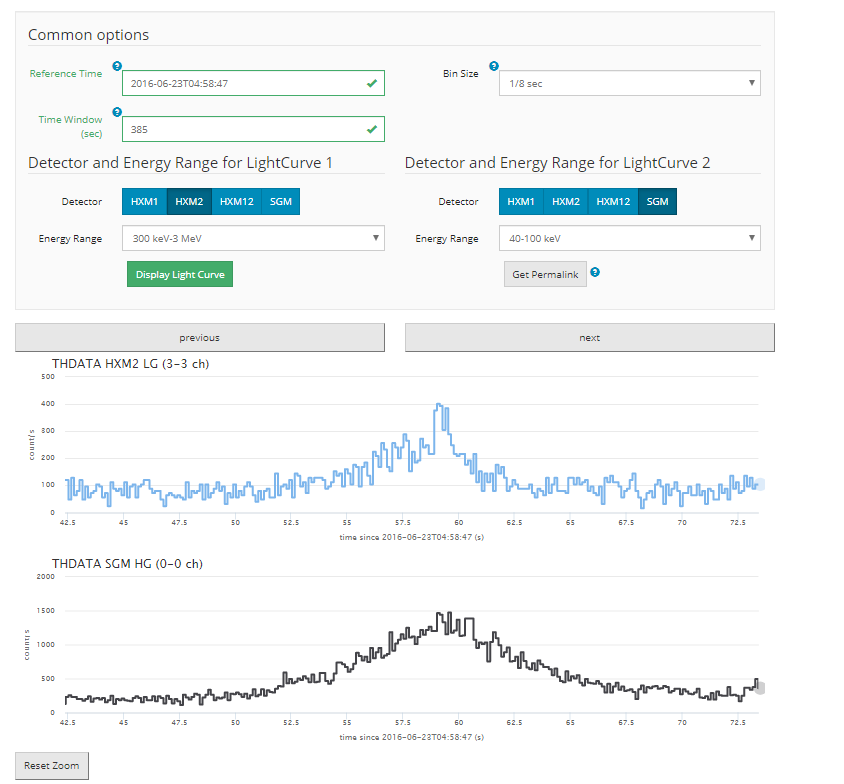 Common options
Reference Time ? 2016-06-23T04:58:47
Bin Size ? 1/8 sec
Time Window (sec) ? 385
Detector and Energy Range for LightCurve 1
Detector HXM1 HXM2 HXM12 SGM
Energy Range 300 keV-3 MeV
Display Light Curve
Detector and Energy Range for LightCurve 2
Detector HXM1 HXM2 HXM12 SGM
Energy Range 40-100 keV
Get Permalink ?
previous
next
THDATA HXM2 LG (3-3 ch)
500
400
300
200
100
0
count/s
42.5 45 47.5 50 52.5 55 57.5 60 62.5 65 67.5 70 72.5
time since 2016-06-23T04:58:47 (s)
THDATA SGM HG (0-0 ch)
2000
1500
1000
500
0
count/s
42.5 45 47.5 50 52.5 55 57.5 60 62.5 65 67.5 70 72.5
time since 2016-06-23T04:58:47 (s)
Reset Zoom